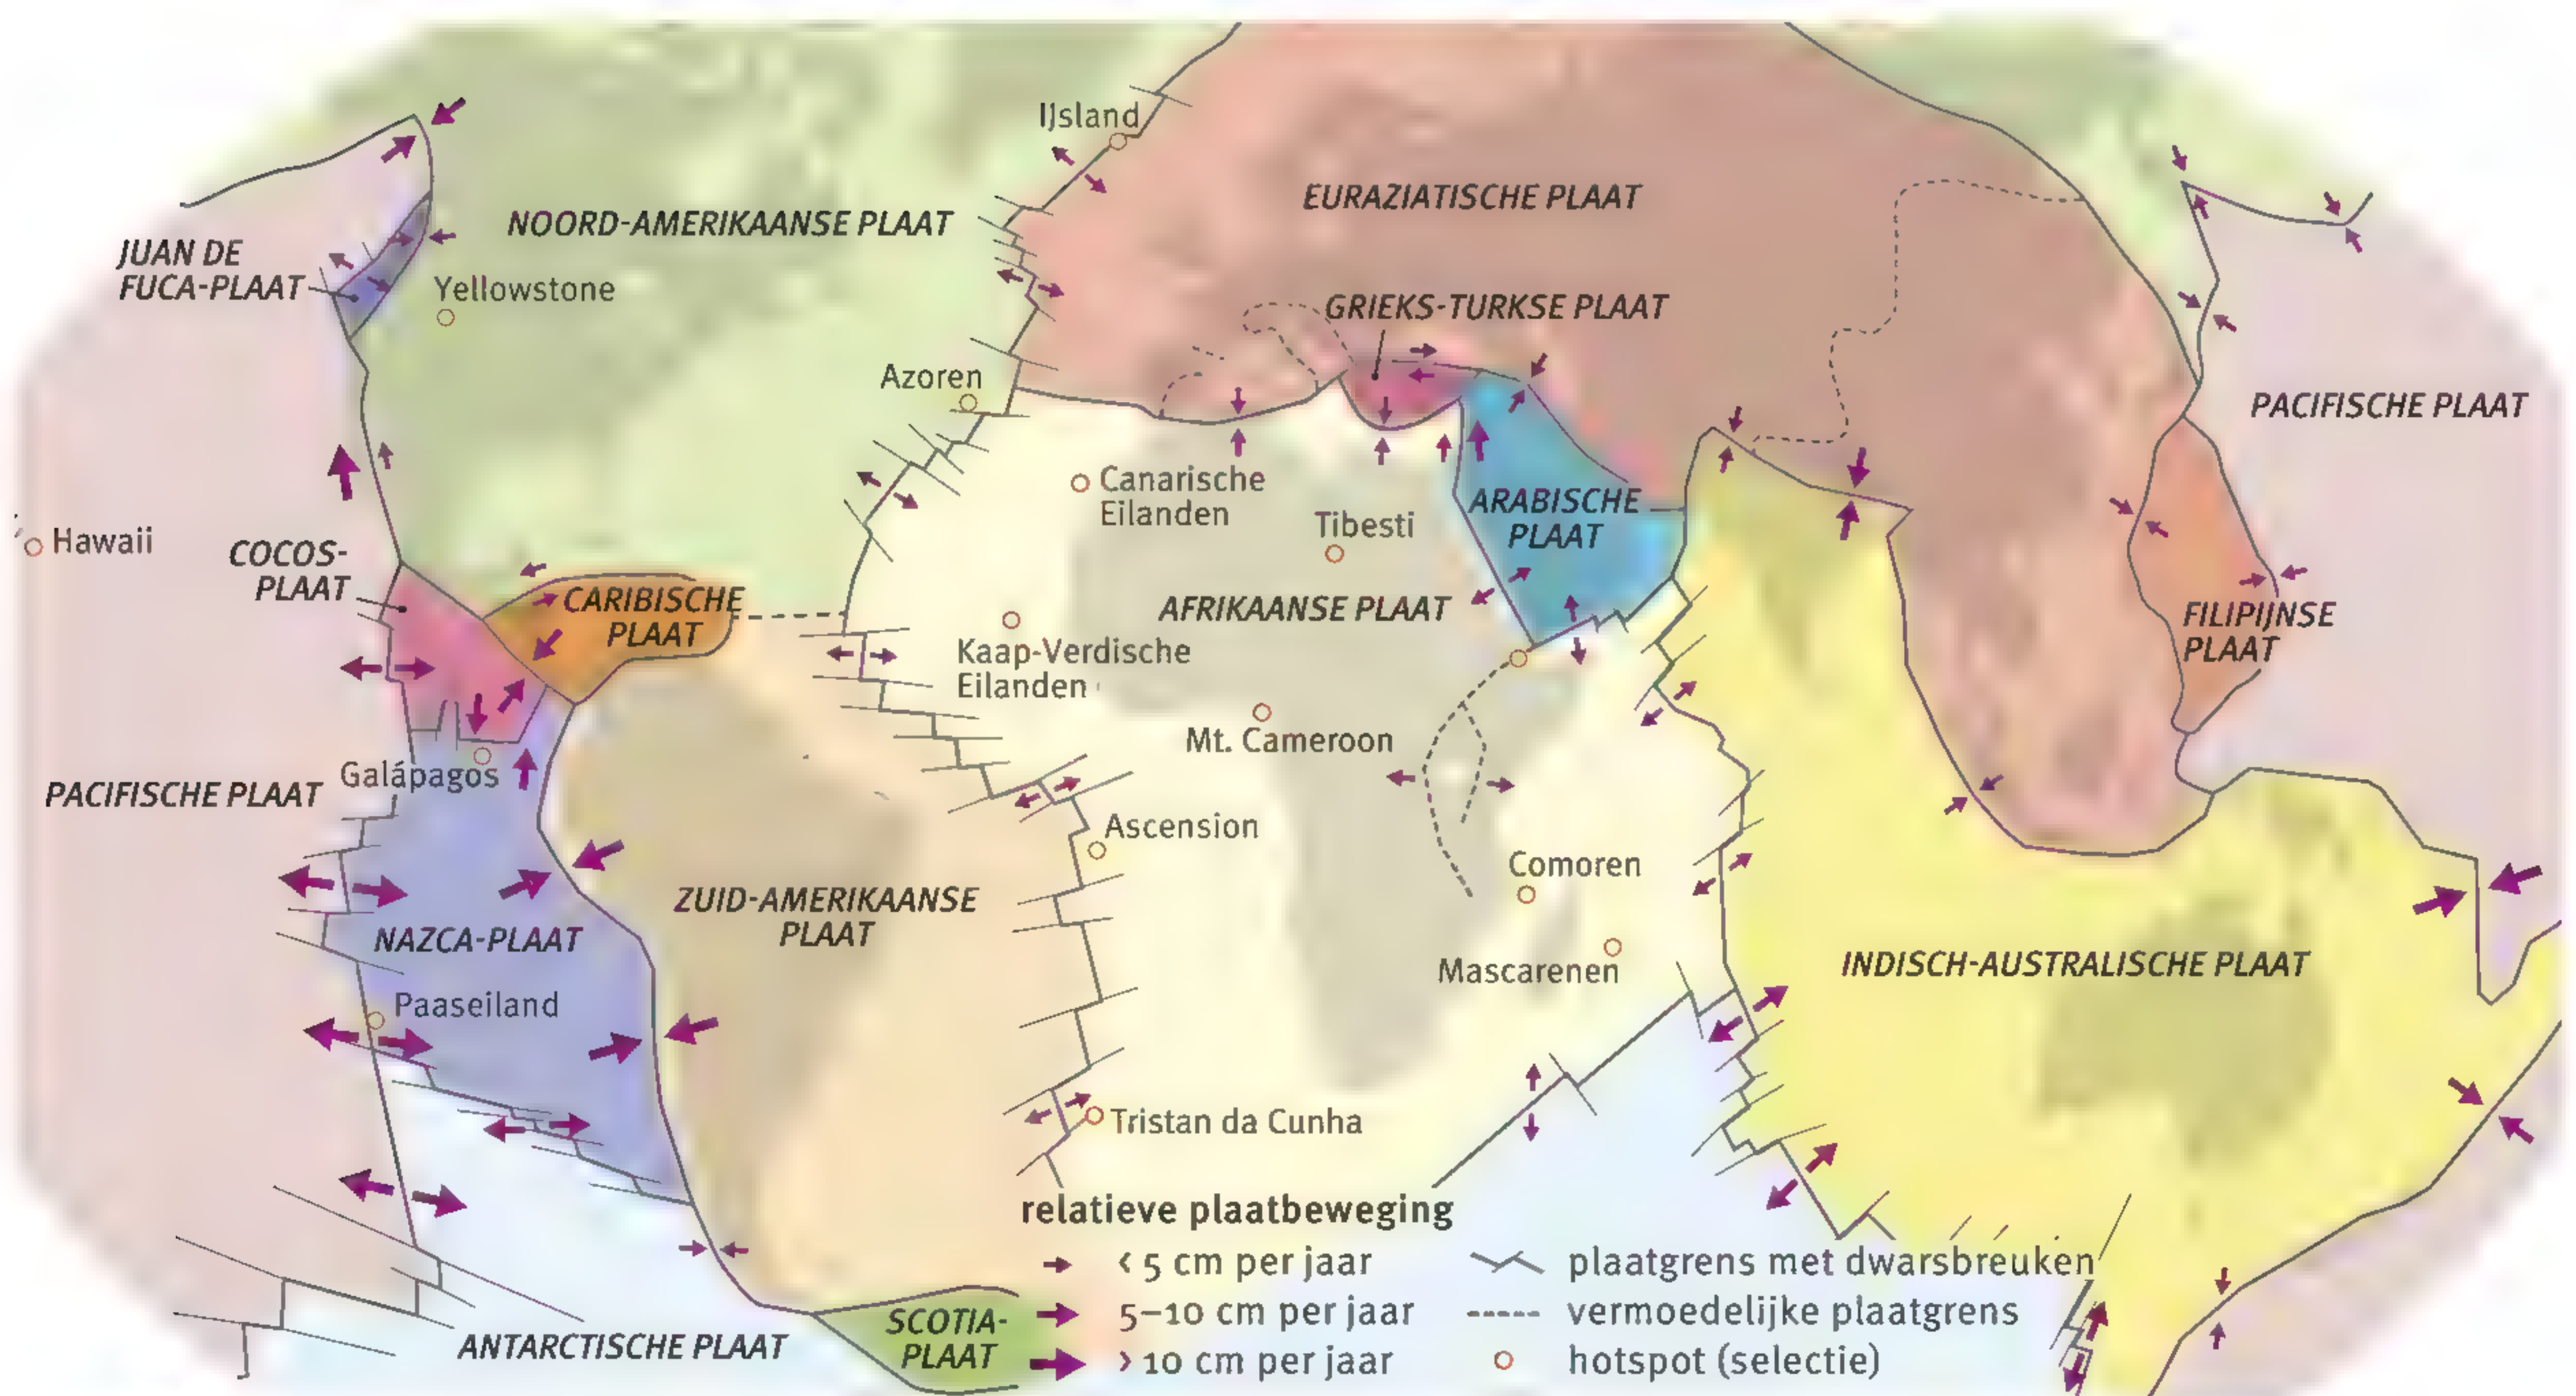 IJsland
EURAZIATISCHE PLAAT
NOORD-AMERIKAANSE PLAAT
JUAN DE
FUCA-PLAAT
Yellowstone
GRIEKS-TURKSE PLAAT
Azoren
PACIFISCHE PLAAT
Canarische
Eilanden
ARABISCHE
PLAAT
Tibesti
Hawaii
COCOS-
PLAAT
CARIBISCHE
PLAAT
AFRIKAANSE PLAAT
FILIPIJNSE
PLAAT
Kaap-Verdische
Eilanden
Mt. Cameroon
Galápagos
PACIFISCHE PLAAT
Ascension
Comoren
ZUID-AMERIKAANSE
PLAAT
NAZCA-PLAAT
Mascarenen
INDISCH-AUSTRALISCHE PLAAT
Paaseiland
Tristan da Cunha
relatieve plaatbeweging
< 5 cm per jaar
5–10 cm per jaar
> 10 cm per jaar
plaatgrens met dwarsbreuken
vermoedelijke plaatgrens
hotspot (selectie)
SCOTIA-
PLAAT
ANTARCTISCHE PLAAT